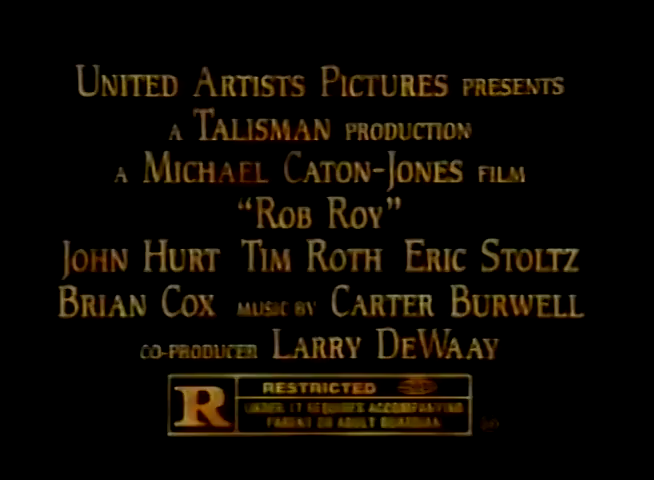 UNITED ARTISTS PICTURES PRESENTS
A TALISMAN PRODUCTION
A MICHAEL CATON-JONES FILM
“ROB ROY”
JOHN HURT TIM ROTH ERIC STOLTZ
BRIAN COX MUSIC BY CARTER BURWELL
CO-PRODUCER LARRY DEWAAY
R RESTRICTED
UNDER 17 REQUIRES ACCOMPANYING
PARENT OR ADULT GUARDIAN